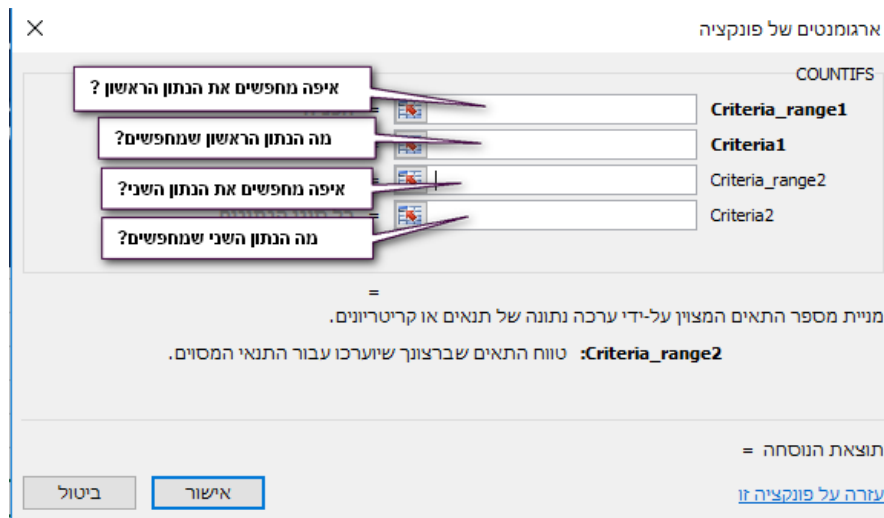 ארגומנטים של פונקציה
COUNTIFS
Criteria_range1
איפה מחפשים את הנתון הראשון ?
Criteria1
מה הנתון הראשון שמחפשים?
Criteria_range2
איפה מחפשים את הנתון השני?
Criteria2
מה הנתון השני שמחפשים?
=
מניית מספר התאים המצוין על-ידי ערכה נתונה של תנאים או קריטריונים.
Criteria_range2: טווח התאים שברצונך שיוערכו עבור התנאי המסוים.
תוצאת הנוסחה =
עזרה על פונקציה זו
אישור
ביטול